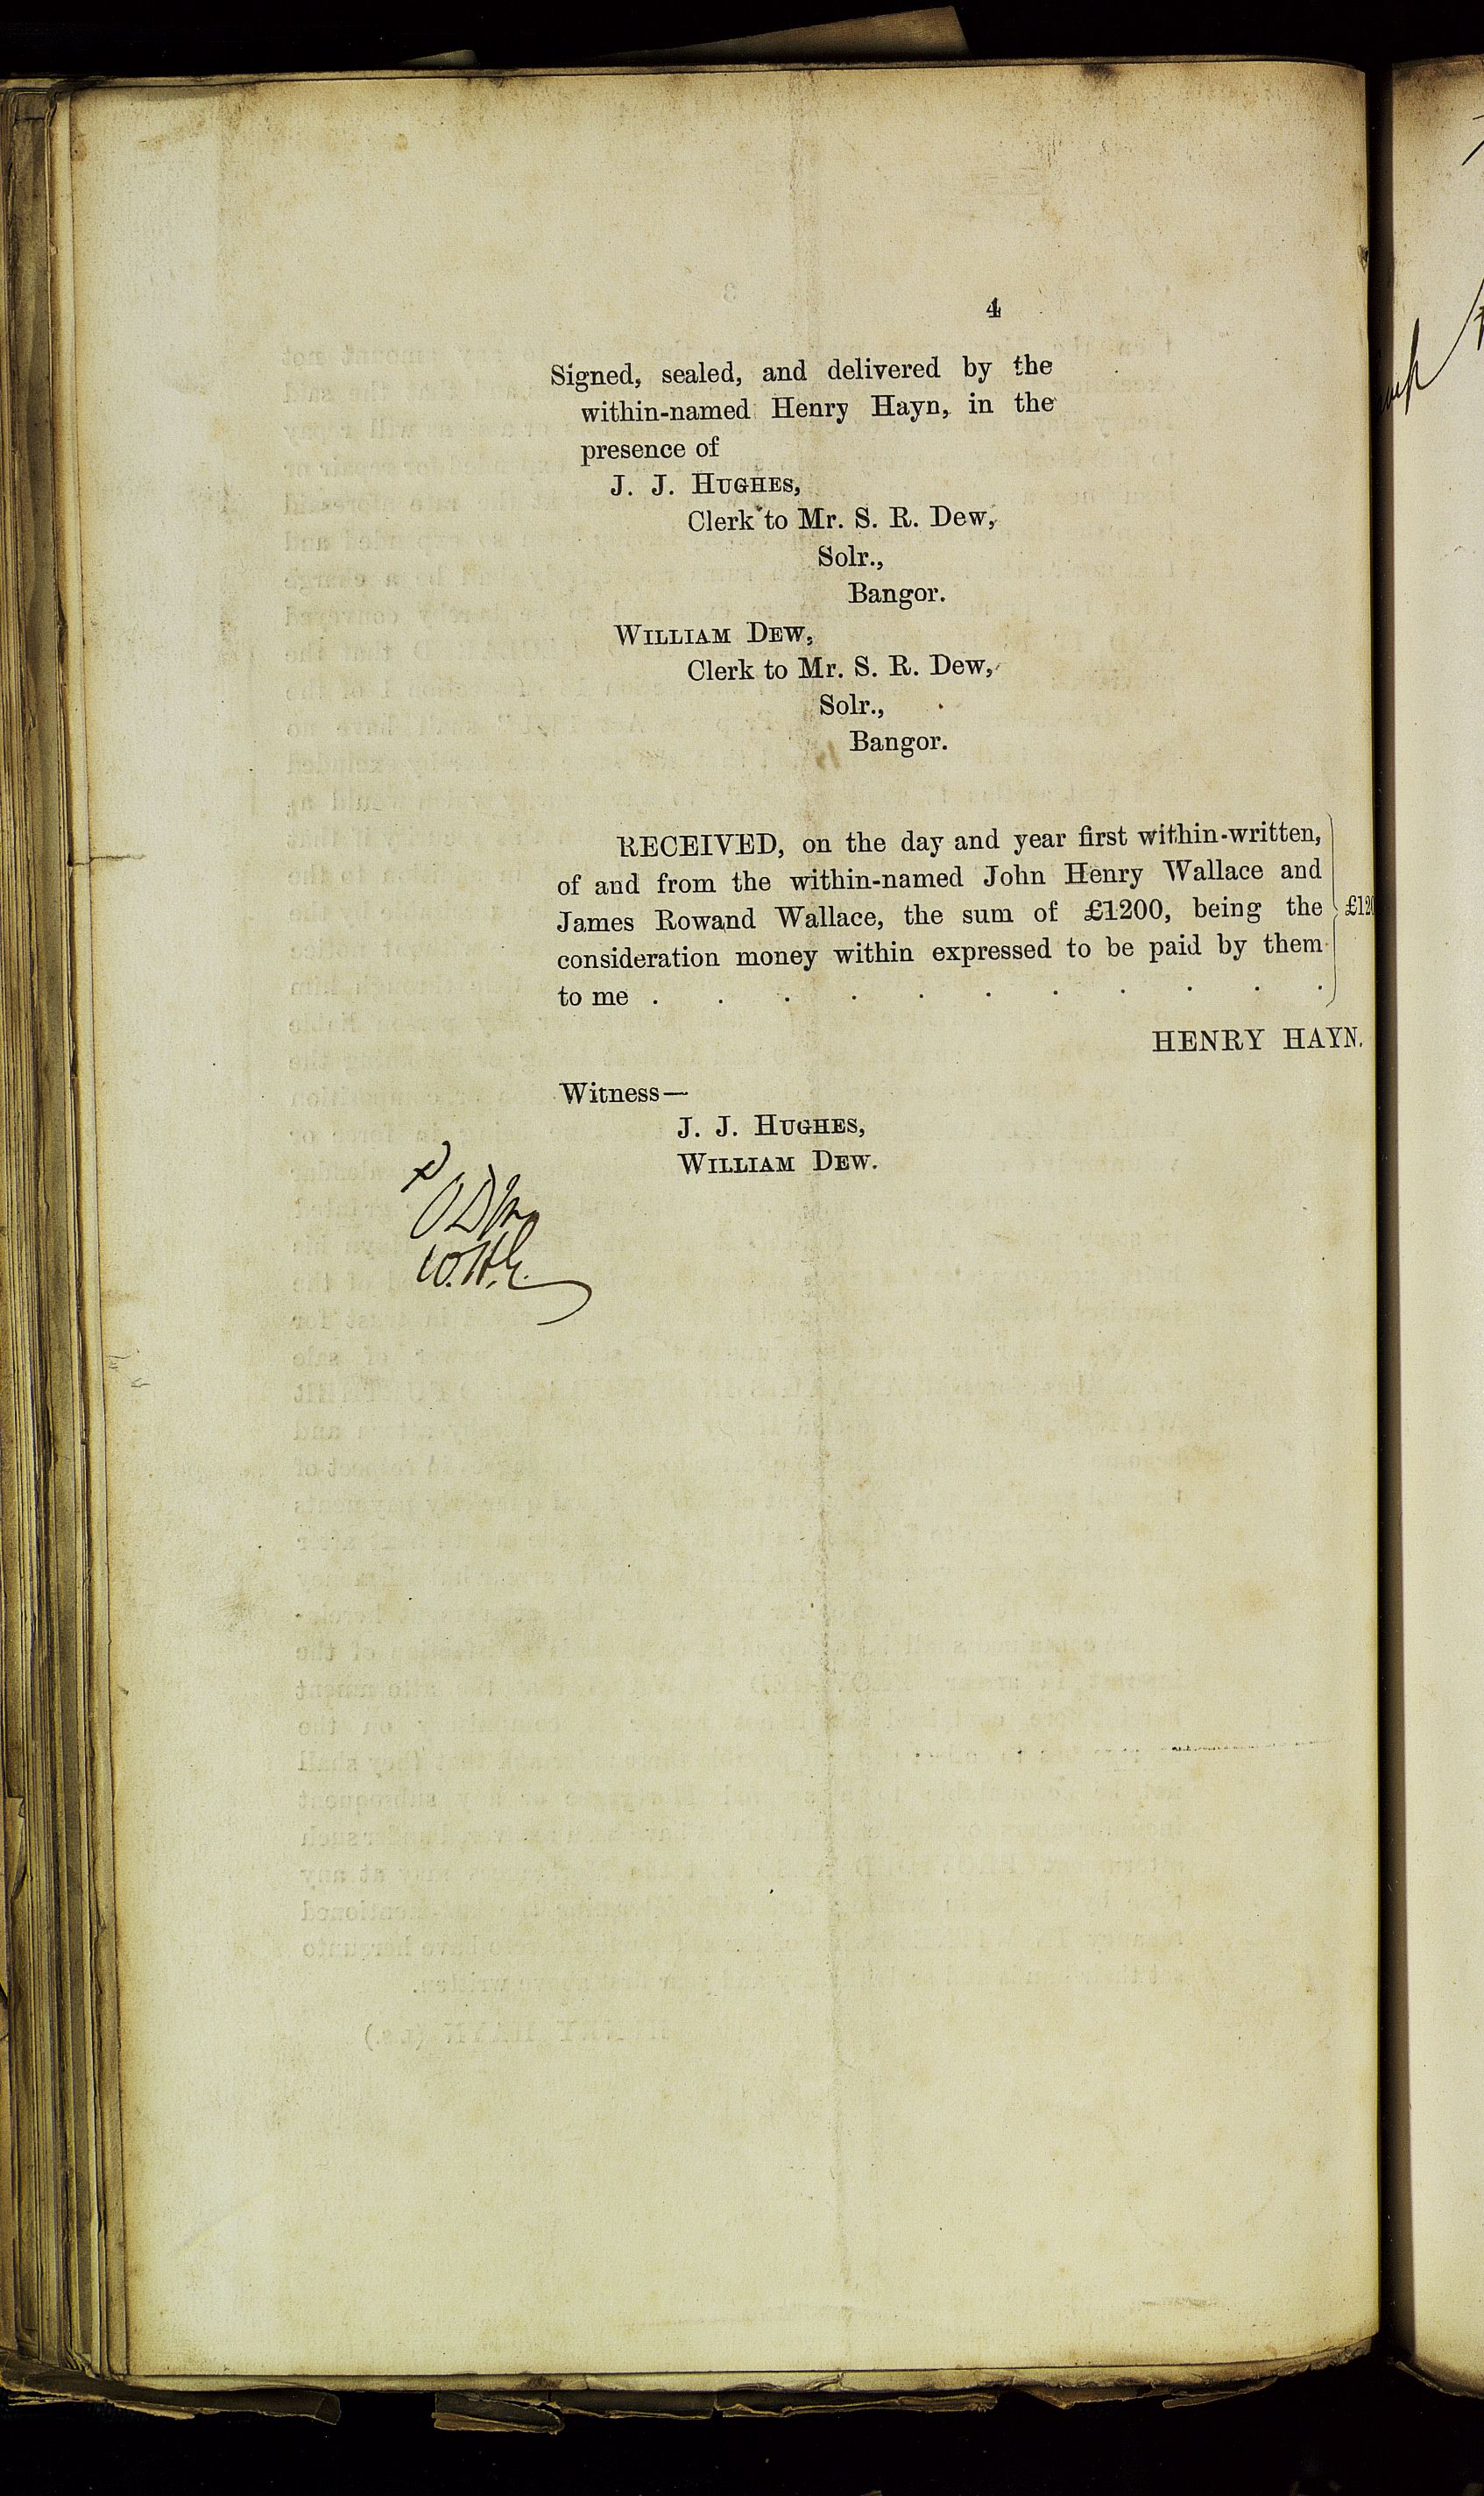 4
Signed, sealed, and delivered by the
within-named Henry Hayn, in the
presence of
J. J. HUGHES,
Clerk to Mr. S. R. Dew,
Solr.,
Bangor.
WILLIAM DEW,
Clerk to Mr. S. R. Dew,
Solr.,
Bangor.
RECEIVED, on the day and year first within-written,
of and from the within-named John Henry Wallace and
James Rowand Wallace, the sum of £1200, being the
consideration money within expressed to be paid by them
to me . . . . . . . . . . .
£120
HENRY HAYN.
Witness—
J. J. HUGHES,
WILLIAM DEW.